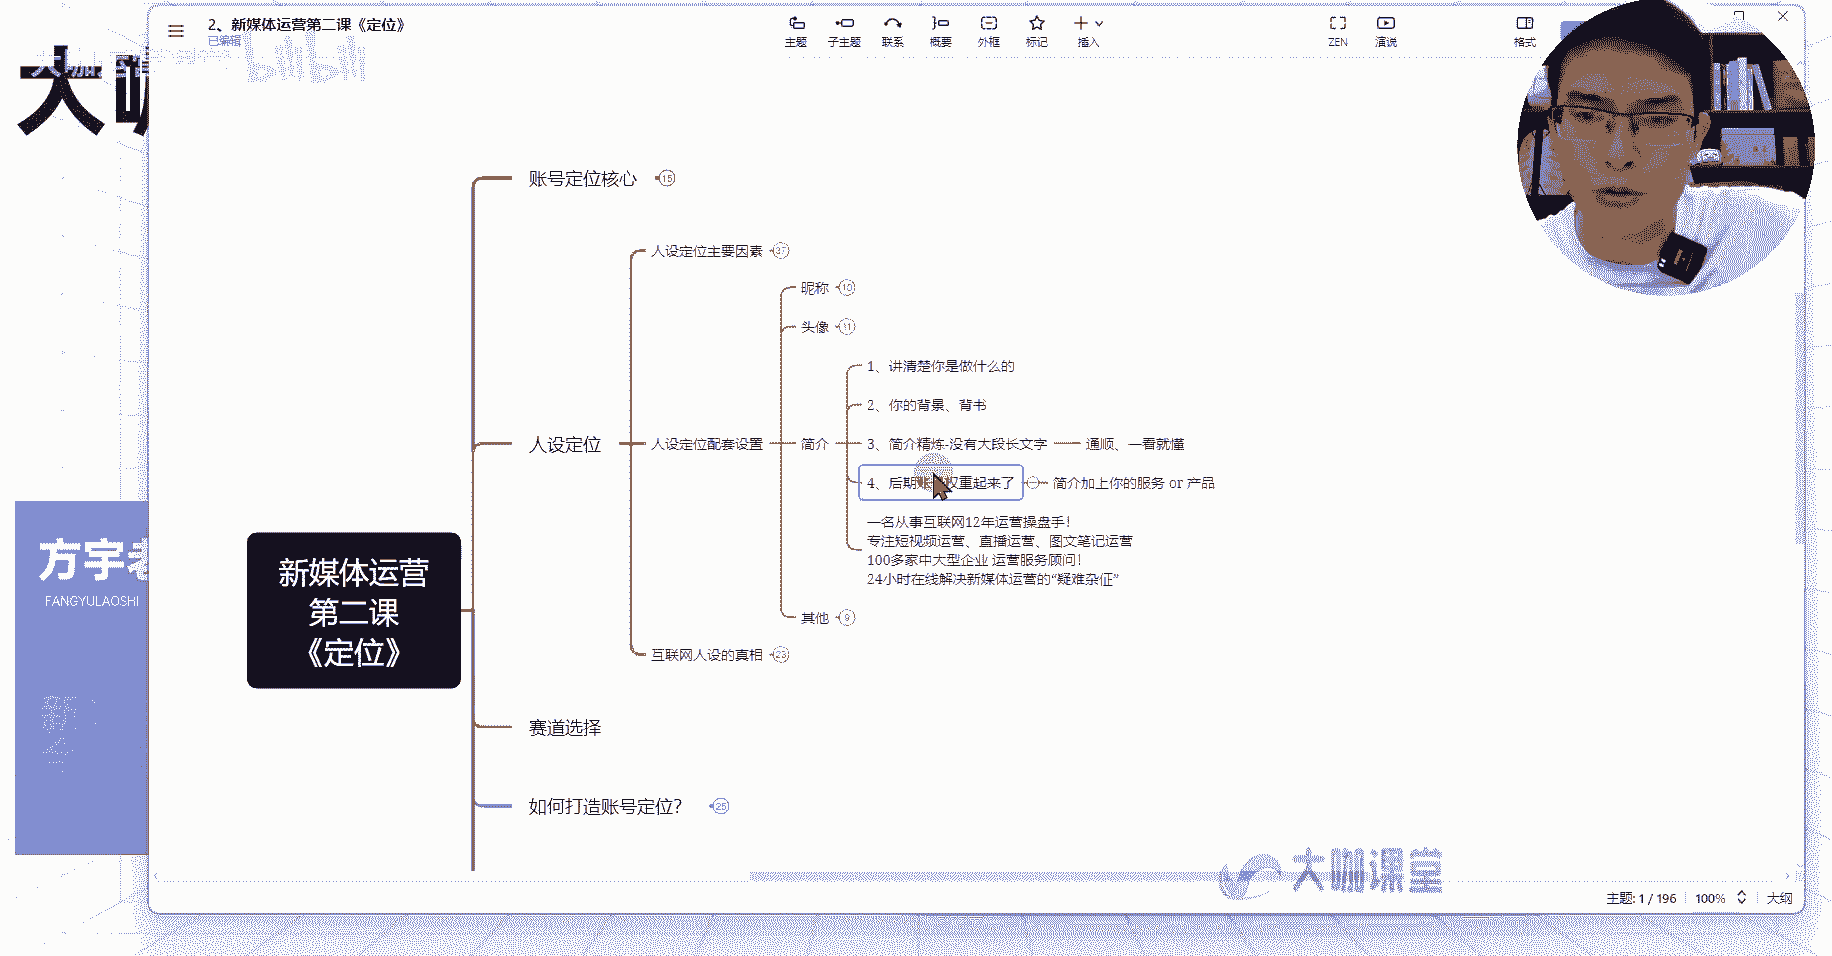 2、新媒体运营第二课《定位》
已编辑
主题
子主题
联系
概要
外框
标记
插入
ZEN
演说
格式
bilibili
大咖
账号定位核心
15
人设定位主要因素
37
昵称
10
头像
11
1、讲清楚你是做什么的
2、你的背景、背书
人设定位
人设定位配套设置
简介
3、简介精炼-没有大段长文字
通顺、一看就懂
4、后期账号权重起来了
简介加上你的服务 or 产品
一名从事互联网12年运营操盘手!
专注短视频运营、直播运营、图文笔记运营
100多家中大型企业 运营服务顾问!
24小时在线解决新媒体运营的“疑难杂症”
其他
9
互联网人设的真相
23
新媒体运营
第二课
《定位》
方宇老
FANGYULAOSHI
赛道选择
如何打造账号定位?
25
大咖课堂
主题: 1 / 196
100%
大纲